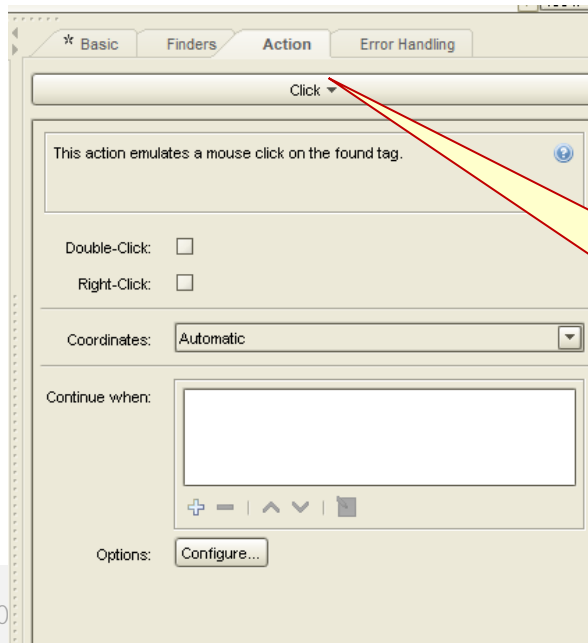 * Basic Finders Action Error Handling
Click
This action emulates a mouse click on the found tag.
Double-Click:
Right-Click:
Coordinates: Automatic
Continue when:
Options: Configure...